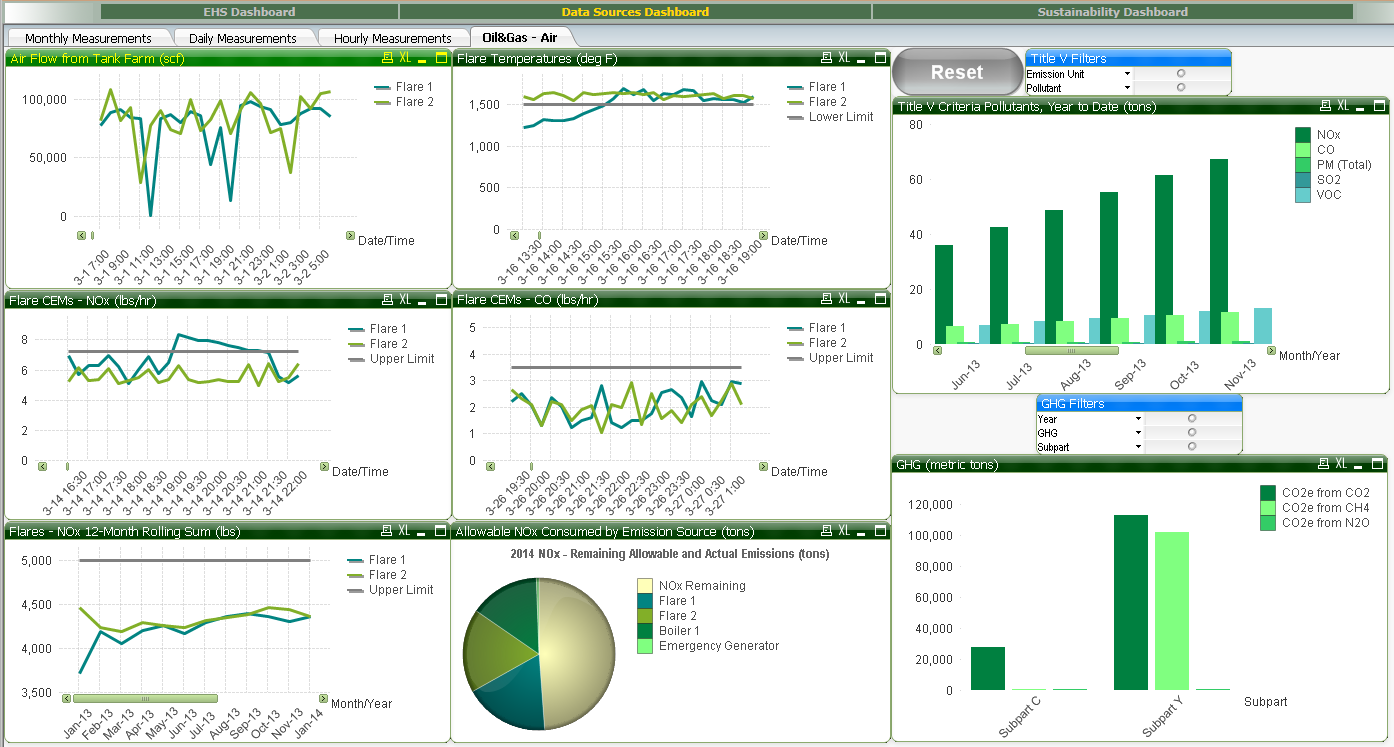 EHS Dashboard
Data Sources Dashboard
Sustainability Dashboard
Monthly Measurements
Daily Measurements
Hourly Measurements
Oil&Gas - Air
Air Flow from Tank Farm (scf)
XL
100,000
50,000
0
Flare 1
Flare 2
3-1 7:00
3-1 9:00
3-1 11:00
3-1 13:00
3-1 15:00
3-1 17:00
3-1 19:00
3-1 21:00
3-1 23:00
3-2 1:00
3-2 3:00
3-2 5:00
Date/Time
Flare Temperatures (deg F)
XL
1,500
1,000
500
0
Flare 1
Flare 2
Lower Limit
3-16 13:30
3-16 14:00
3-16 14:30
3-16 15:00
3-16 15:30
3-16 16:00
3-16 16:30
3-16 17:00
3-16 17:30
3-16 18:00
3-16 18:30
3-16 19:00
Date/Time
Reset
Title V Filters
Emission Unit
Pollutant
Title V Criteria Pollutants, Year to Date (tons)
XL
80
60
40
20
0
NOx
CO
PM (Total)
SO2
VOC
Jun-13
Jul-13
Aug-13
Sep-13
Oct-13
Nov-13
Month/Year
Flare CEMs - NOx (lbs/hr)
XL
8
6
4
2
0
Flare 1
Flare 2
Upper Limit
3-14 16:30
3-14 17:00
3-14 17:30
3-14 18:00
3-14 18:30
3-14 19:00
3-14 19:30
3-14 20:00
3-14 20:30
3-14 21:00
3-14 21:30
3-14 22:00
Date/Time
Flare CEMs - CO (lbs/hr)
XL
5
4
3
2
1
0
Flare 1
Flare 2
Upper Limit
3-26 19:30
3-26 20:00
3-26 20:30
3-26 21:00
3-26 21:30
3-26 22:00
3-26 22:30
3-26 23:00
3-26 23:30
3-27 0:00
3-27 0:30
3-27 1:00
Date/Time
GHG Filters
Year
GHG
Subpart
GHG (metric tons)
XL
120,000
100,000
80,000
60,000
40,000
20,000
0
CO2e from CO2
CO2e from CH4
CO2e from N2O
Subpart C
Subpart Y
Subpart
Flares - NOx 12-Month Rolling Sum (lbs)
XL
5,000
4,500
4,000
3,500
Flare 1
Flare 2
Upper Limit
Jan-13
Feb-13
Mar-13
Apr-13
May-13
Jun-13
Jul-13
Aug-13
Sep-13
Oct-13
Nov-13
Jan-14
Month/Year
Allowable NOx Consumed by Emission Source (tons)
XL
2014 NOx - Remaining Allowable and Actual Emissions (tons)
NOx Remaining
Flare 1
Flare 2
Boiler 1
Emergency Generator